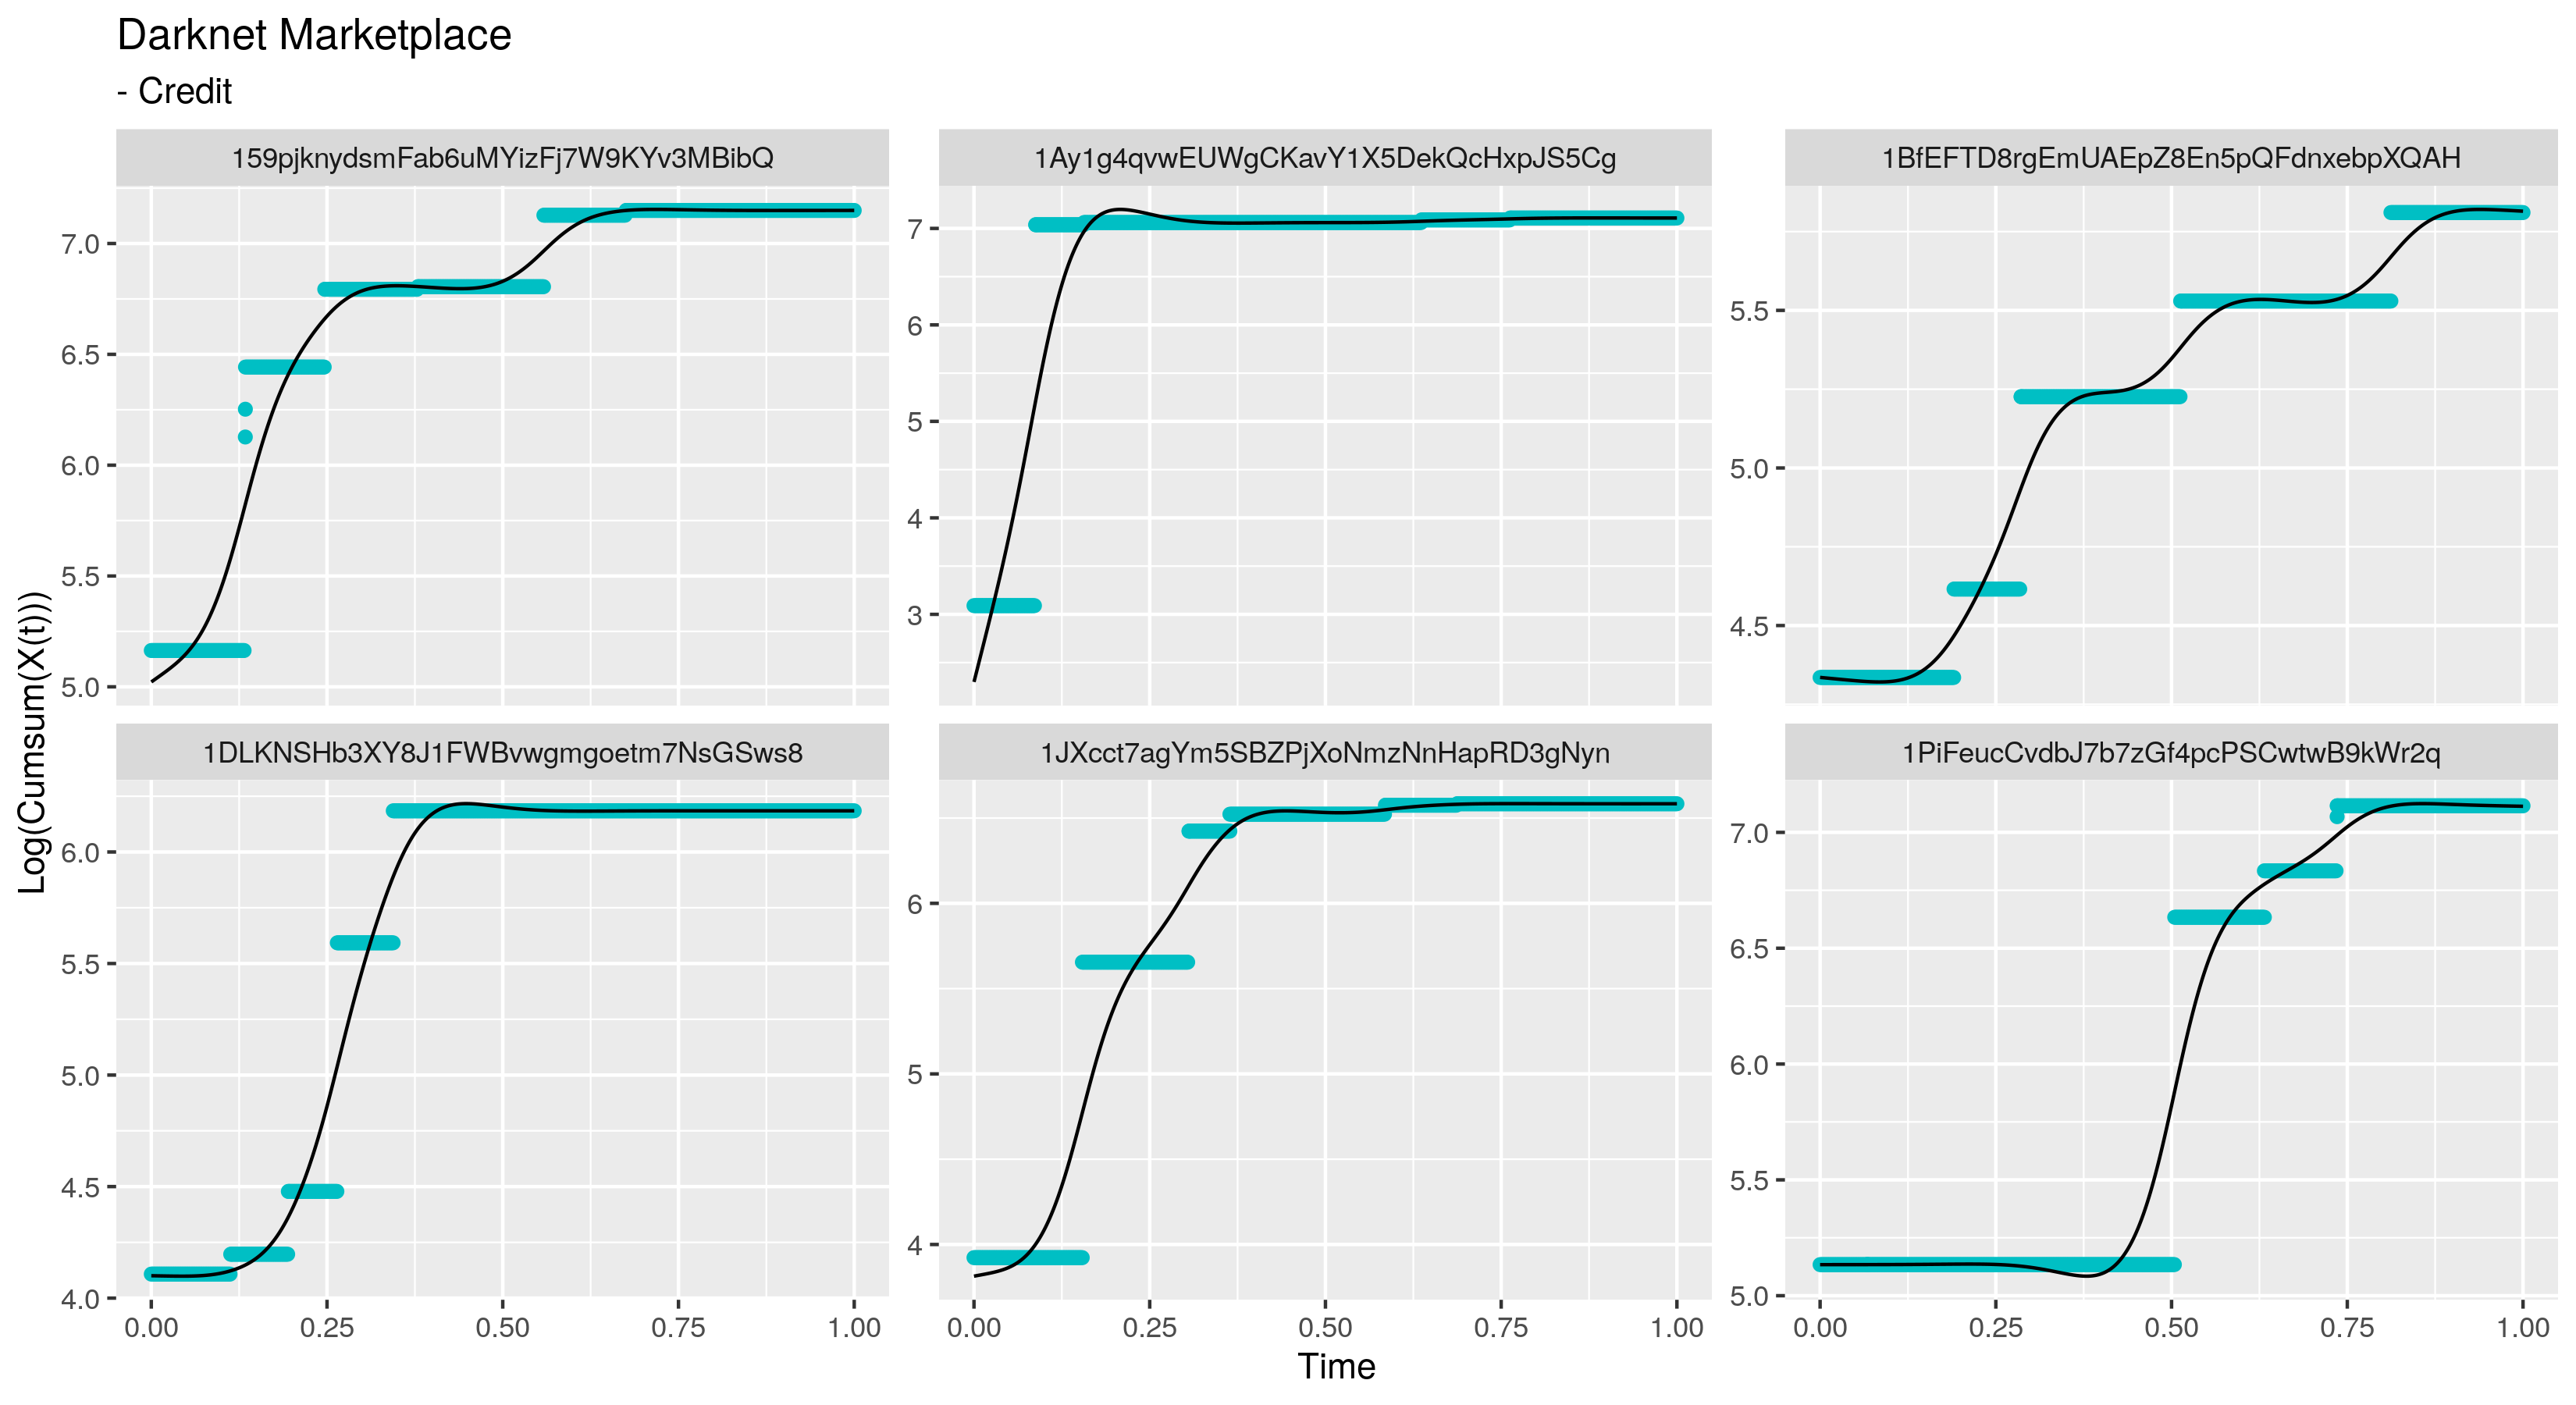 Darknet Marketplace
- Credit
159pjknydsmFab6uMYizFj7W9KYv3MBibQ
1Ay1g4qvwEUWgCKavY1X5DekQcHxpJS5Cg
1BfEFTD8rgEmUAEpZ8En5pQFdnxebpXQAH
7.0
6.5
6.0
5.5
5.0
7
6
5
4
3
5.5
5.0
4.5
Log(Cumsum(X(t)))
1DLKNSHb3XY8J1FWBvwgmgoetm7NsGSws8
1JXcct7agYm5SBZPjXoNmzNnHapRD3gNyn
1PiFeucCvdbJ7b7zGf4pcPSCwtwB9kWr2q
6.0
5.5
5.0
4.5
4.0
6
5
4
7.0
6.5
6.0
5.5
5.0
0.00 0.25 0.50 0.75 1.00
0.00 0.25 0.50 0.75 1.00
0.00 0.25 0.50 0.75 1.00
Time